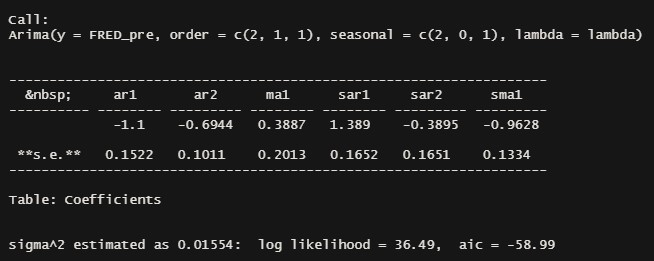 Call:
Arima(y = FRED_pre, order = c(2, 1, 1), seasonal = c(2, 0, 1), lambda = lambda)
-------------------------------------------------------------------
&nbsp; ar1 ar2 ma1 sar1 sar2 sma1
---------- -------- --------- -------- -------- --------- ---------
-1.1 -0.6944 0.3887 1.389 -0.3895 -0.9628
**s.e.** 0.1522 0.1011 0.2013 0.1652 0.1651 0.1334
-------------------------------------------------------------------
Table: Coefficients
sigma^2 estimated as 0.01554: log likelihood = 36.49, aic = -58.99